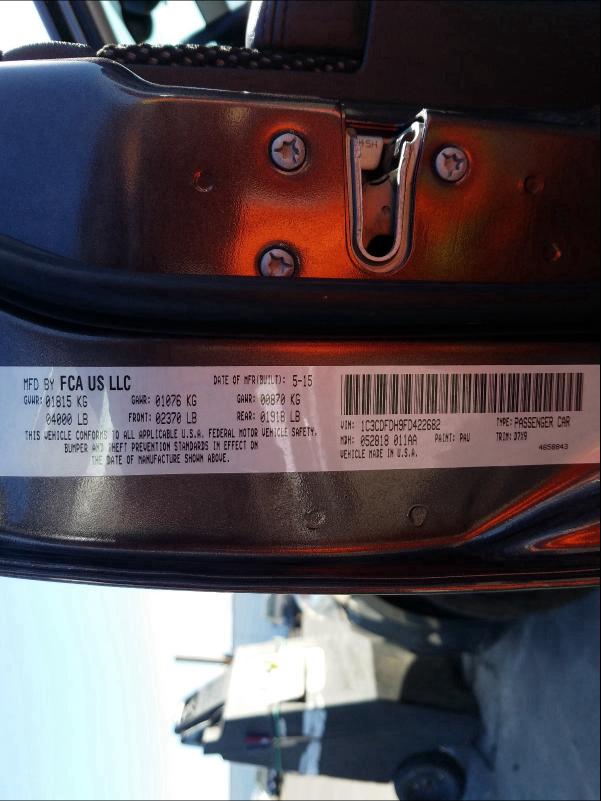 MFD BY FCA US LLC DATE OF MFR(BUILT): 5-15
GVWR: 01815 KG GAWR: 01076 KG GAWR: 00870 KG
04000 LB FRONT: 02370 LB REAR: 01918 LB
THIS VEHICLE CONFORMS TO ALL APPLICABLE U.S.A. FEDERAL MOTOR VEHICLE SAFETY,
BUMPER AND THEFT PREVENTION STANDARDS IN EFFECT ON
THE DATE OF MANUFACTURE SHOWN ABOVE.
VIN: 1C3CDFDH9FD422682 TYPE: PASSENGER CAR
MDH: 052818 011AA PAINT: PAU TRIM: D7X9
VEHICLE MADE IN U.S.A. 4658843